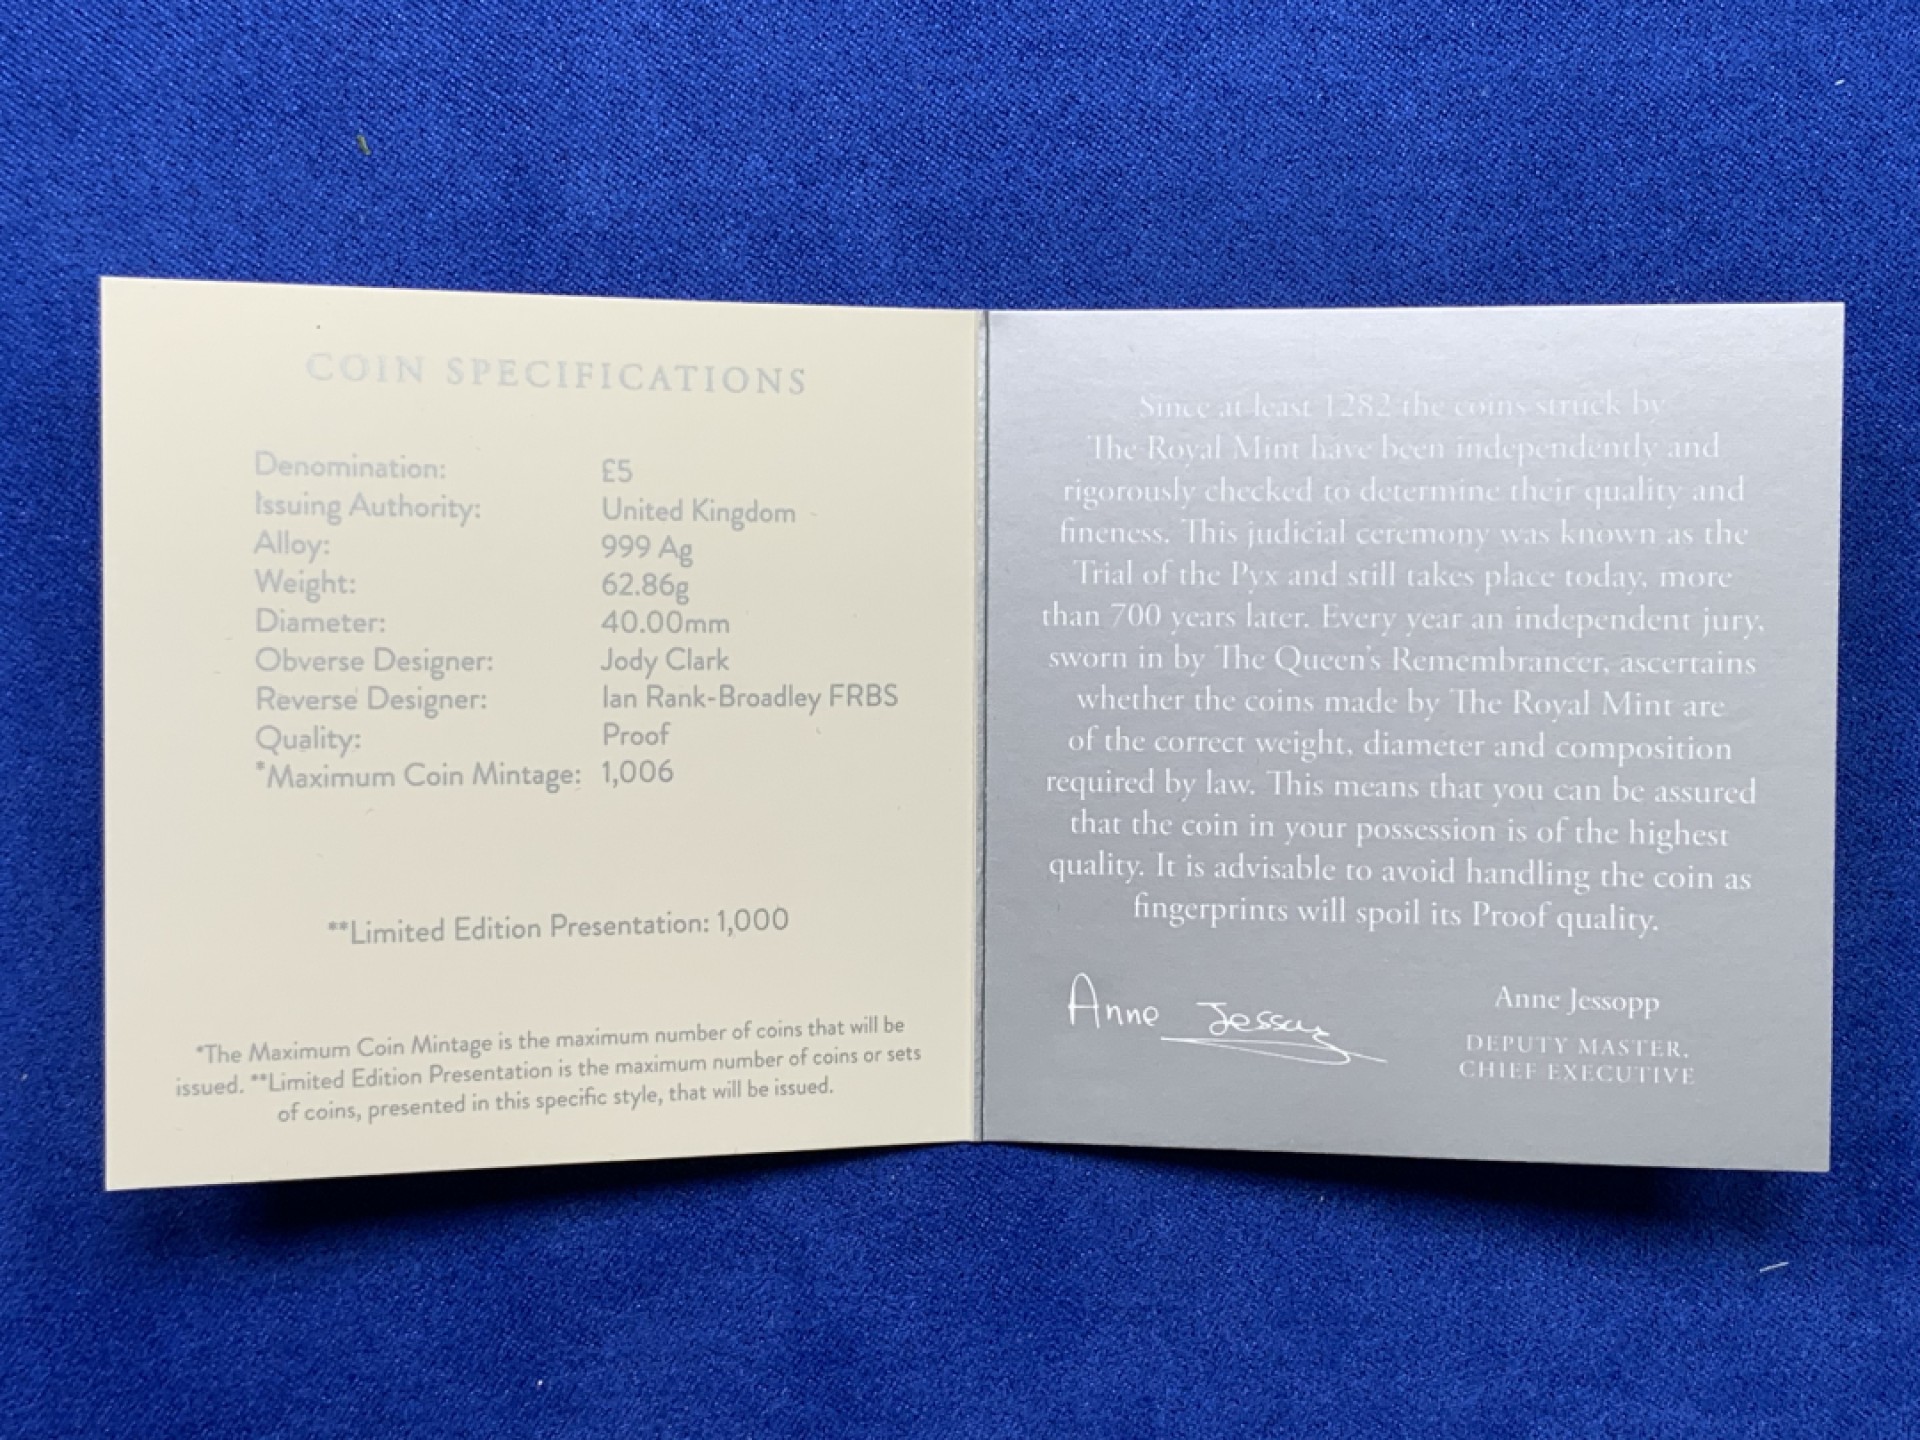 COIN SPECIFICATIONS
Denomination: £5
Issuing Authority: United Kingdom
Alloy: 999 Ag
Weight: 62.86g
Diameter: 40.00mm
Obverse Designer: Jody Clark
Reverse Designer: Ian Rank-Broadley FRBS
Quality: Proof
*Maximum Coin Mintage: 1,006
**Limited Edition Presentation: 1,000
*The Maximum Coin Mintage is the maximum number of coins that will be
issued. **Limited Edition Presentation is the maximum number of coins or sets
of coins, presented in this specific style, that will be issued.
Since at least 1282 the coins struck by
The Royal Mint have been independently and
rigorously checked to determine their quality and
fineness. This judicial ceremony was known as the
Trial of the Pyx and still takes place today, more
than 700 years later. Every year an independent jury,
sworn in by The Queen's Remembrancer, ascertains
whether the coins made by The Royal Mint are
of the correct weight, diameter and composition
required by law. This means that you can be assured
that the coin in your possession is of the highest
quality. It is advisable to avoid handling the coin as
fingerprints will spoil its Proof quality.
Anne Jessopp
Anne Jessopp
DEPUTY MASTER,
CHIEF EXECUTIVE